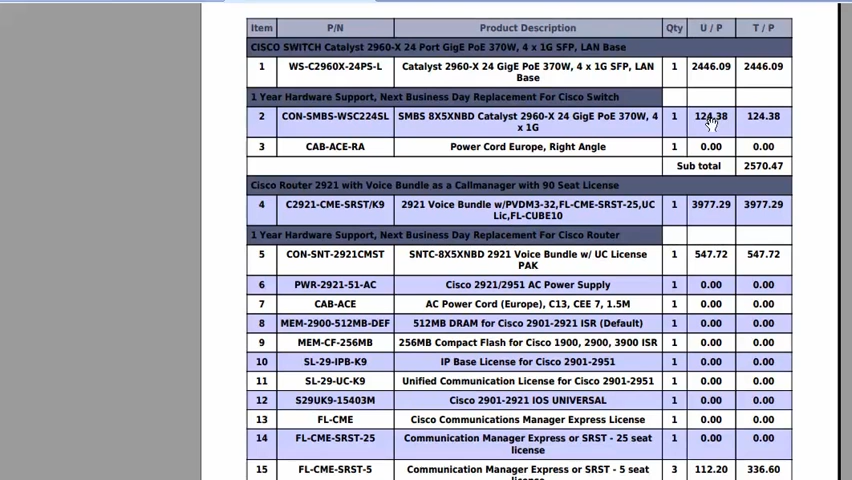 Item P/N Product Description Qty U / P T / P
CISCO SWITCH Catalyst 2960-X 24 Port GigE PoE 370W, 4 x 1G SFP, LAN Base
1 WS-C2960X-24PS-L Catalyst 2960-X 24 GigE PoE 370W, 4 x 1G SFP, LAN 1 2446.09 2446.09
Base
1 Year Hardware Support, Next Business Day Replacement For Cisco Switch
2 CON-SMBS-WSC224SL SMBS 8X5XNBD Catalyst 2960-X 24 GigE PoE 370W, 4 1 124.38 124.38
x 1G
3 CAB-ACE-RA Power Cord Europe, Right Angle 1 0.00 0.00
Sub total 2570.47
Cisco Router 2921 with Voice Bundle as a Callmanager with 90 Seat License
4 C2921-CME-SRST/K9 2921 Voice Bundle w/PVDM3-32,FL-CME-SRST-25,UC 1 3977.29 3977.29
Lic,FL-CUBE10
1 Year Hardware Support, Next Business Day Replacement For Cisco Router
5 CON-SNT-2921CMST SNTC-8X5XNBD 2921 Voice Bundle w/ UC License 1 547.72 547.72
PAK
6 PWR-2921-51-AC Cisco 2921/2951 AC Power Supply 1 0.00 0.00
7 CAB-ACE AC Power Cord (Europe), C13, CEE 7, 1.5M 1 0.00 0.00
8 MEM-2900-512MB-DEF 512MB DRAM for Cisco 2901-2921 ISR (Default) 1 0.00 0.00
9 MEM-CF-256MB 256MB Compact Flash for Cisco 1900, 2900, 3900 ISR 1 0.00 0.00
10 SL-29-IPB-K9 IP Base License for Cisco 2901-2951 1 0.00 0.00
11 SL-29-UC-K9 Unified Communication License for Cisco 2901-2951 1 0.00 0.00
12 S29UK9-15403M Cisco 2901-2921 IOS UNIVERSAL 1 0.00 0.00
13 FL-CME Cisco Communications Manager Express License 1 0.00 0.00
14 FL-CME-SRST-25 Communication Manager Express or SRST - 25 seat 1 0.00 0.00
license
15 FL-CME-SRST-5 Communication Manager Express or SRST - 5 seat 3 112.20 336.60